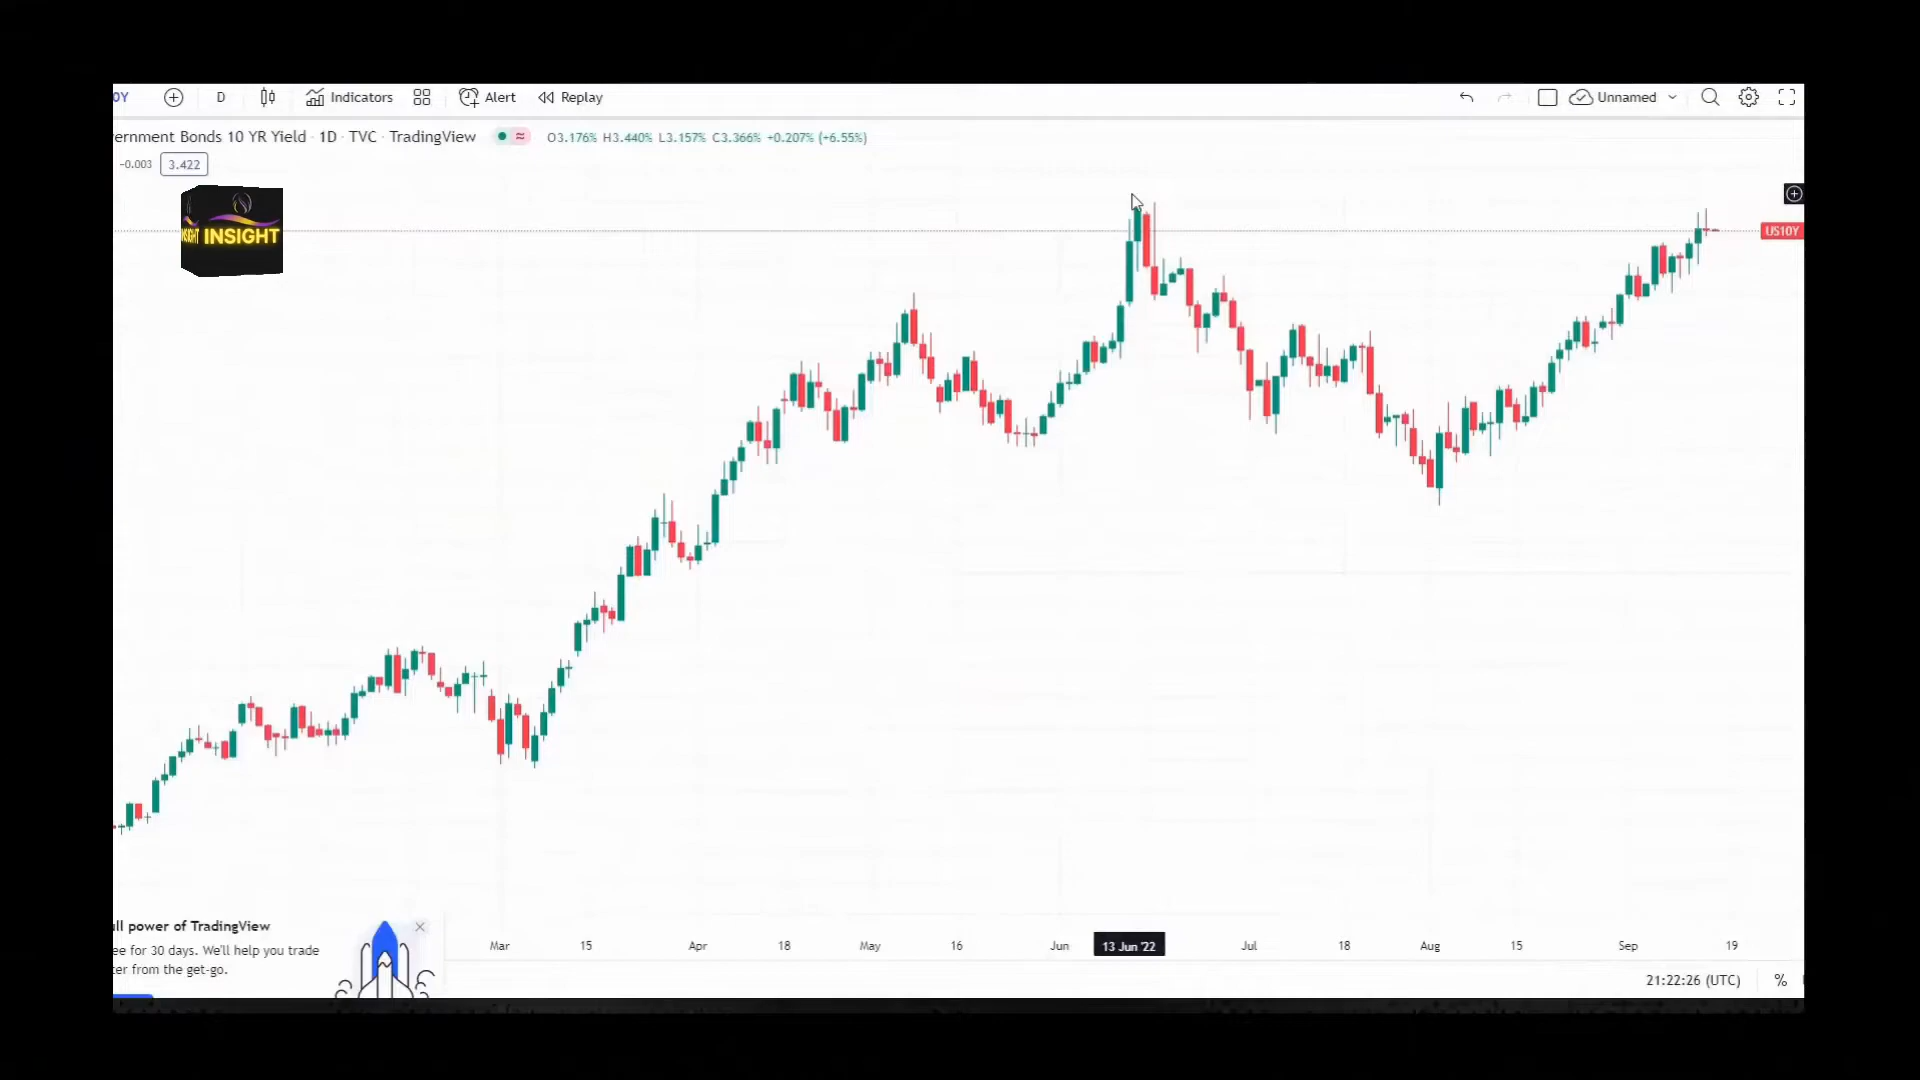 0Y D Indicators Alert Replay Unnamed
vernment Bonds 10 YR Yield · 1D · TVC · TradingView O3.176% H3.440% L3.157% C3.366% +0.207% (+6.55%)
−0.003 3.422
INSIGHT INSIGHT
US10Y
ull power of TradingView
ee for 30 days. We'll help you trade
ter from the get-go.
Mar 15 Apr 18 May 16 Jun 13 Jun '22 Jul 18 Aug 15 Sep 19
21:22:26 (UTC) %